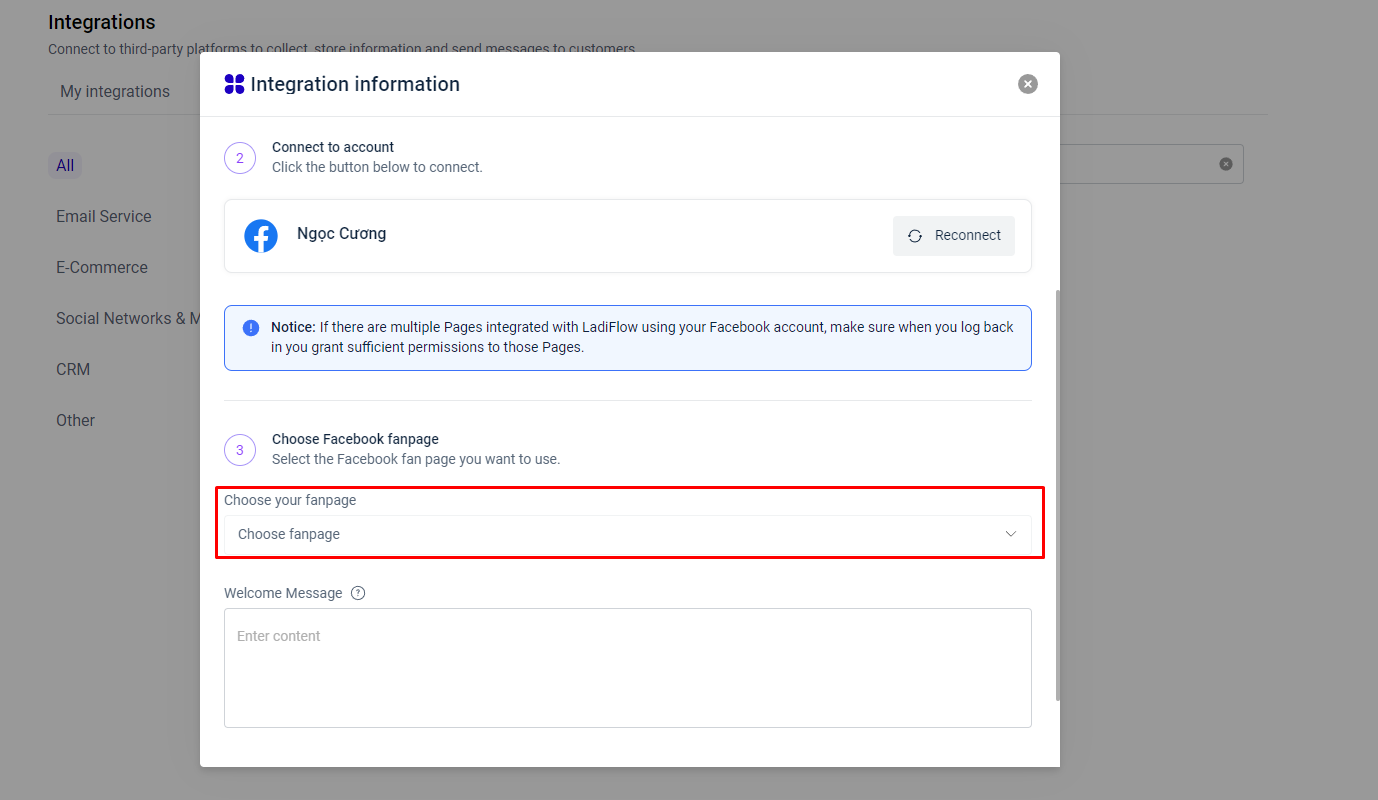 Integrations
Connect to third-party platforms to collect, store information and send messages to customers
My integrations
All
Email Service
E-Commerce
Social Networks & M
CRM
Other
Integration information
2
Connect to account
Click the button below to connect.
Ngọc Cương
Reconnect
Notice: If there are multiple Pages integrated with LadiFlow using your Facebook account, make sure when you log back
in you grant sufficient permissions to those Pages.
3
Choose Facebook fanpage
Select the Facebook fan page you want to use.
Choose your fanpage
Choose fanpage
Welcome Message ?
Enter content